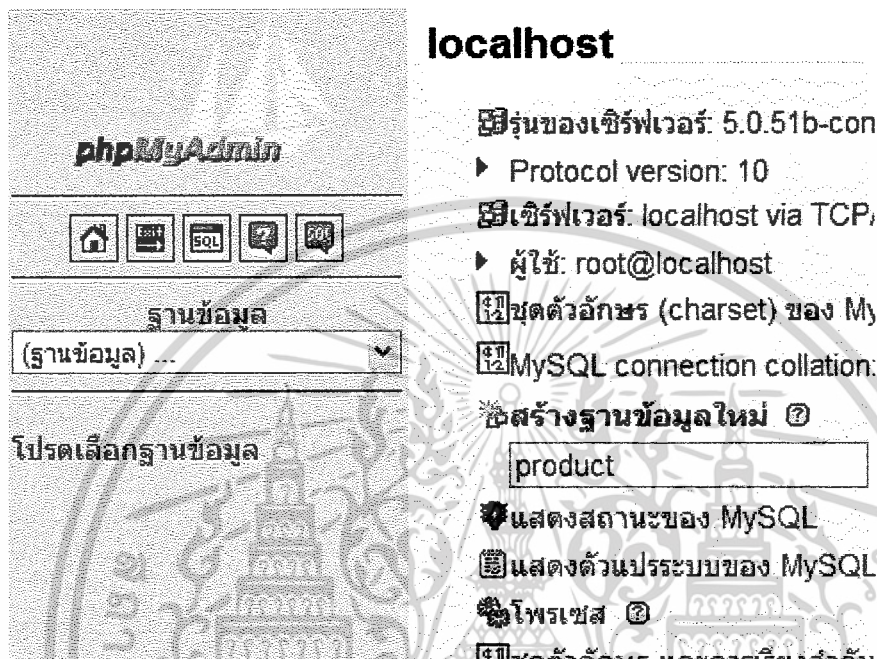 phpMyAdmin
SQL
ฐานข้อมูล
(ฐานข้อมูล) ...
โปรดเลือกฐานข้อมูล
localhost
รุ่นของเซิร์ฟเวอร์: 5.0.51b-con
Protocol version: 10
เซิร์ฟเวอร์: localhost via TCP/
ผู้ใช้: root@localhost
ชุดตัวอักษร (charset) ของ My
MySQL connection collation:
สร้างฐานข้อมูลใหม่
product
แสดงสถานะของ MySQL
แสดงตัวแปรระบบของ MySQL
โพรเซส